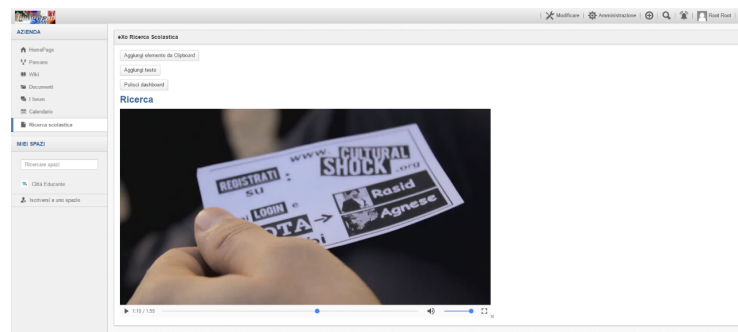 Modificare
Amministrazione
Root Root
AZIENDA
HomePage
Persone
Wiki
Documenti
I forum
Calendario
Ricerca scolastica
MIEI SPAZI
Ricercare spazi
Città Educante
Iscriversi a uno spazio
eXo Ricerca Scolastica
Aggiungi elemento da Clipboard
Aggiungi testo
Pulisci dashboard
Ricerca
www. CULTURAL
SHOCK .org
REGISTRATI :
SU
LOGIN e
Rasid
Agnese
1:10 / 1:55